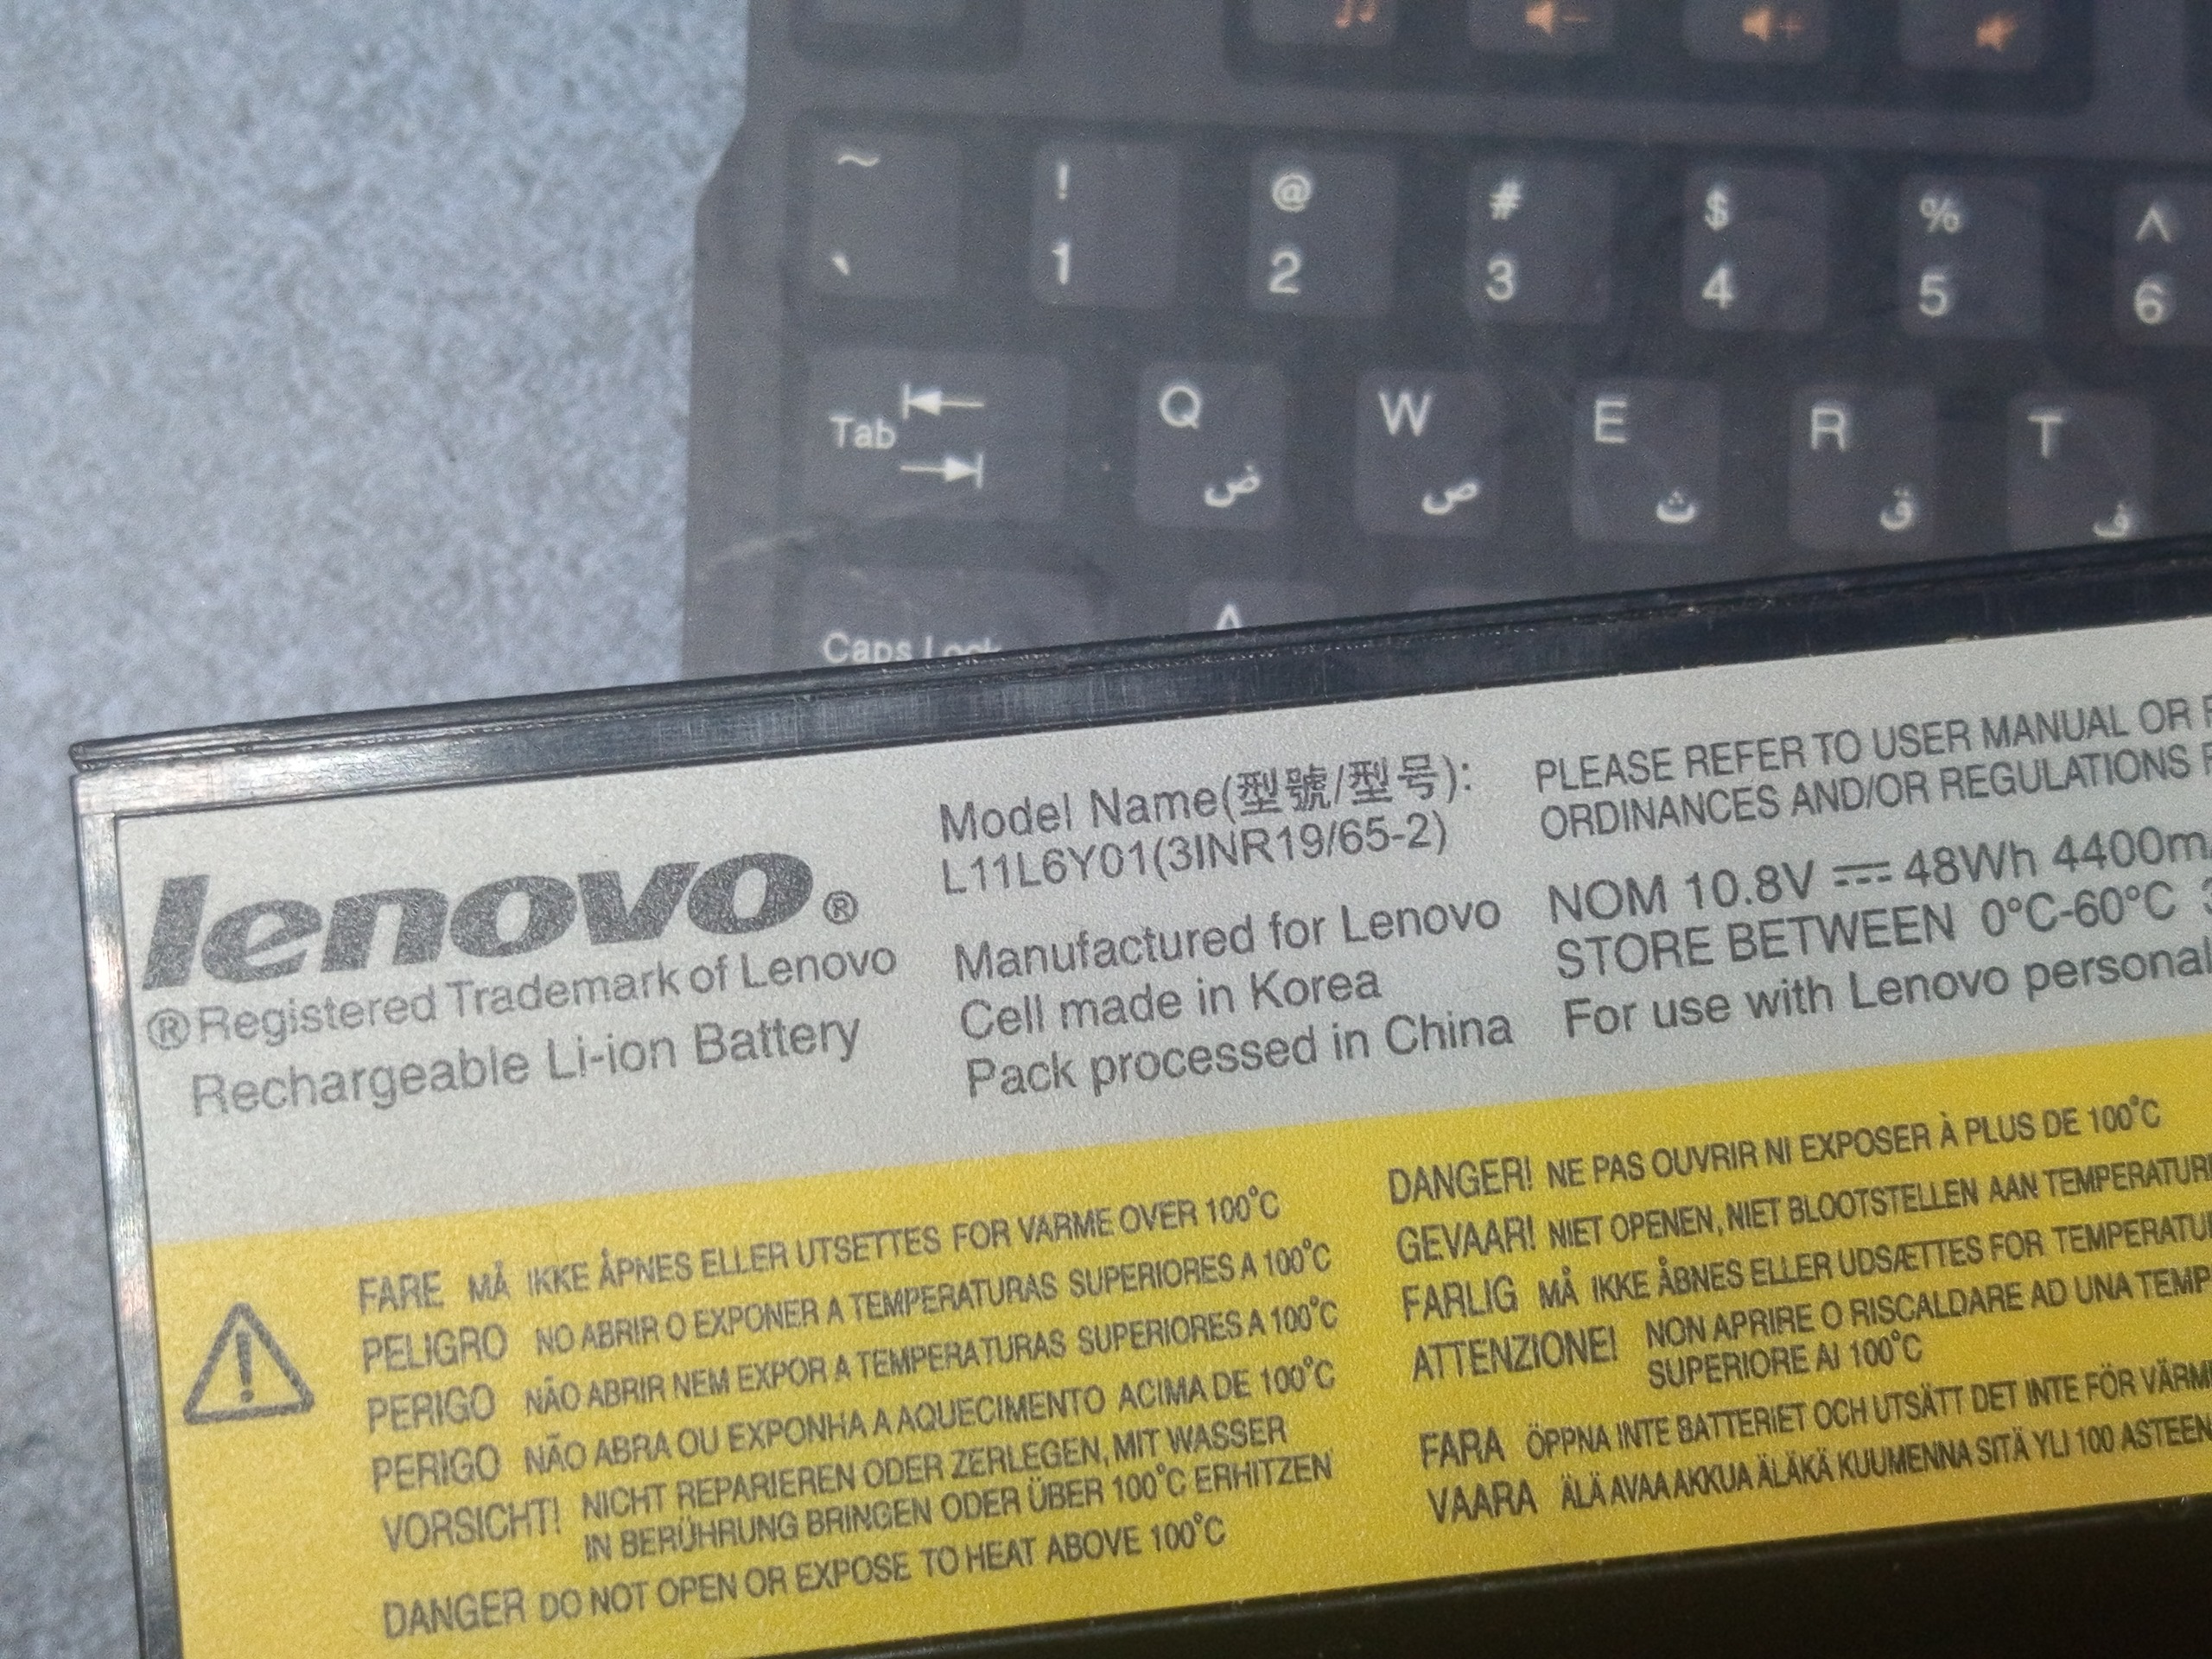 ~ ! @ # $ % ^
` 1 2 3 4 5 6
Tab Q W E R T
ض ص ث ق ف
Caps Lock A
lenovo®
®Registered Trademark of Lenovo
Rechargeable Li-ion Battery
Model Name(型號/型号):
L11L6Y01(3INR19/65-2)
Manufactured for Lenovo
Cell made in Korea
Pack processed in China
PLEASE REFER TO USER MANUAL OR
ORDINANCES AND/OR REGULATIONS
NOM 10.8V ⎓ 48Wh 4400m
STORE BETWEEN 0°C-60°C
For use with Lenovo personal
FARE MÅ IKKE ÅPNES ELLER UTSETTES FOR VARME OVER 100°C
PELIGRO NO ABRIR O EXPONER A TEMPERATURAS SUPERIORES A 100°C
PERIGO NÃO ABRIR NEM EXPOR A TEMPERATURAS SUPERIORES A 100°C
PERIGO NÃO ABRA OU EXPONHA A AQUECIMENTO ACIMA DE 100°C
VORSICHT! NICHT REPARIEREN ODER ZERLEGEN, MIT WASSER
IN BERÜHRUNG BRINGEN ODER ÜBER 100°C ERHITZEN
DANGER DO NOT OPEN OR EXPOSE TO HEAT ABOVE 100°C
DANGER! NE PAS OUVRIR NI EXPOSER À PLUS DE 100°C
GEVAAR! NIET OPENEN, NIET BLOOTSTELLEN AAN TEMPERATUR
FARLIG MÅ IKKE ÅBNES ELLER UDSÆTTES FOR TEMPERATU
ATTENZIONE! NON APRIRE O RISCALDARE AD UNA TEMP
SUPERIORE AI 100°C
FARA ÖPPNA INTE BATTERIET OCH UTSÄTT DET INTE FÖR VÄRM
VAARA ÄLÄ AVAA AKKUA ÄLÄKÄ KUUMENNA SITÄ YLI 100 ASTEEN